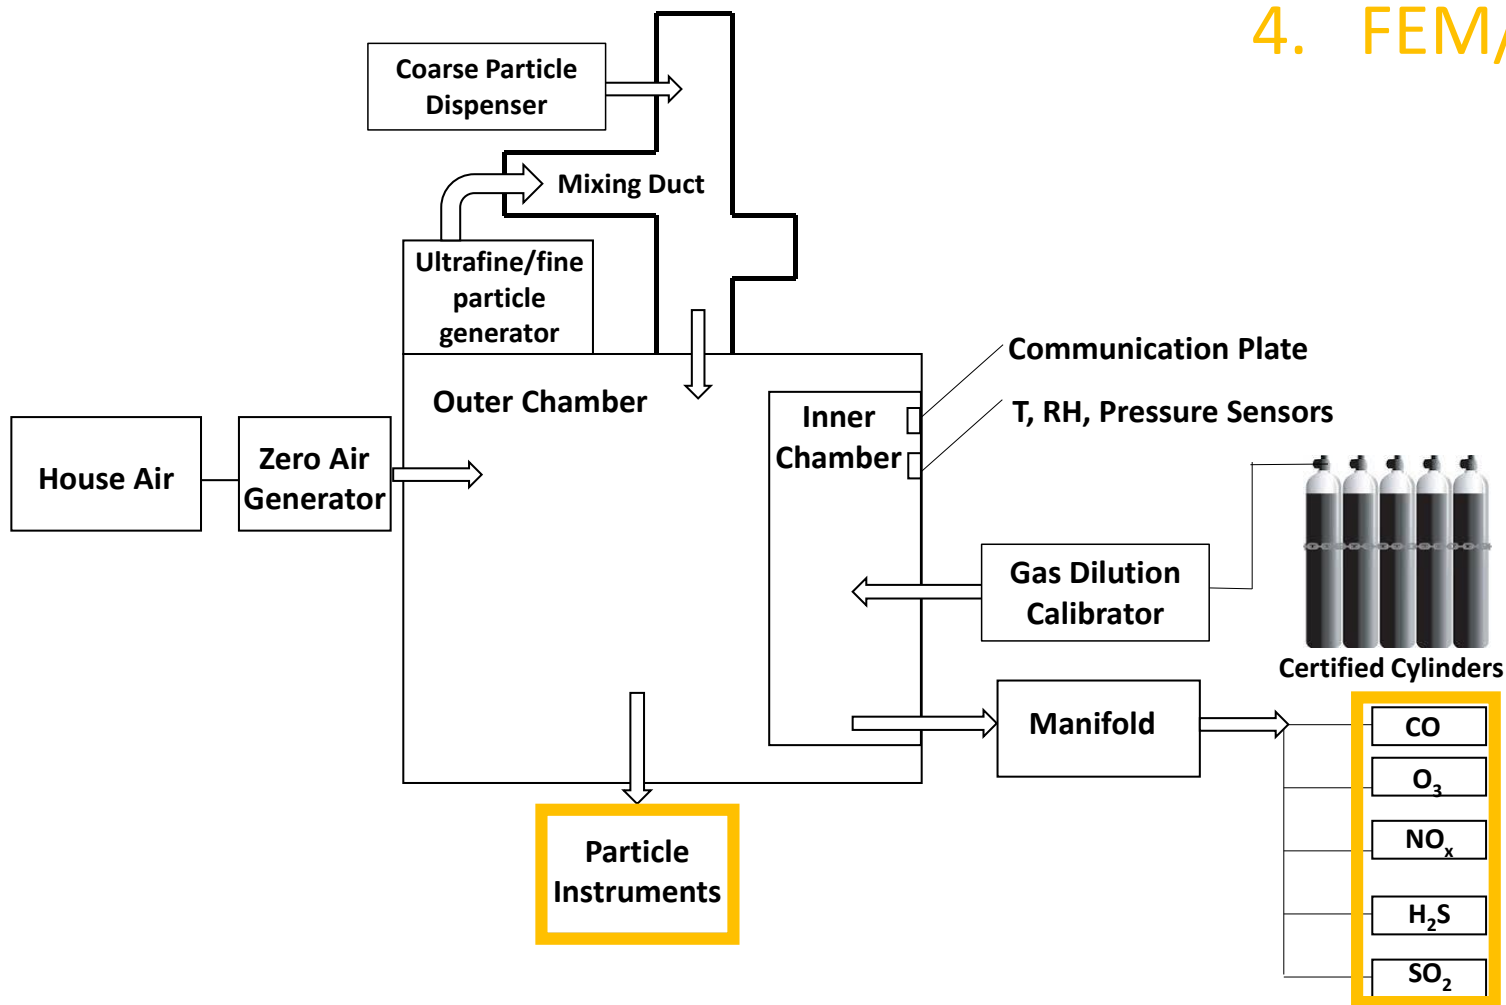 4. FEM/
Coarse Particle
Dispenser
Mixing Duct
Ultrafine/fine
particle
generator
Communication Plate
Outer Chamber
Inner
Chamber
T, RH, Pressure Sensors
House Air
Zero Air
Generator
Gas Dilution
Calibrator
Certified Cylinders
Manifold
CO
O₃
NOₓ
H₂S
SO₂
Particle
Instruments